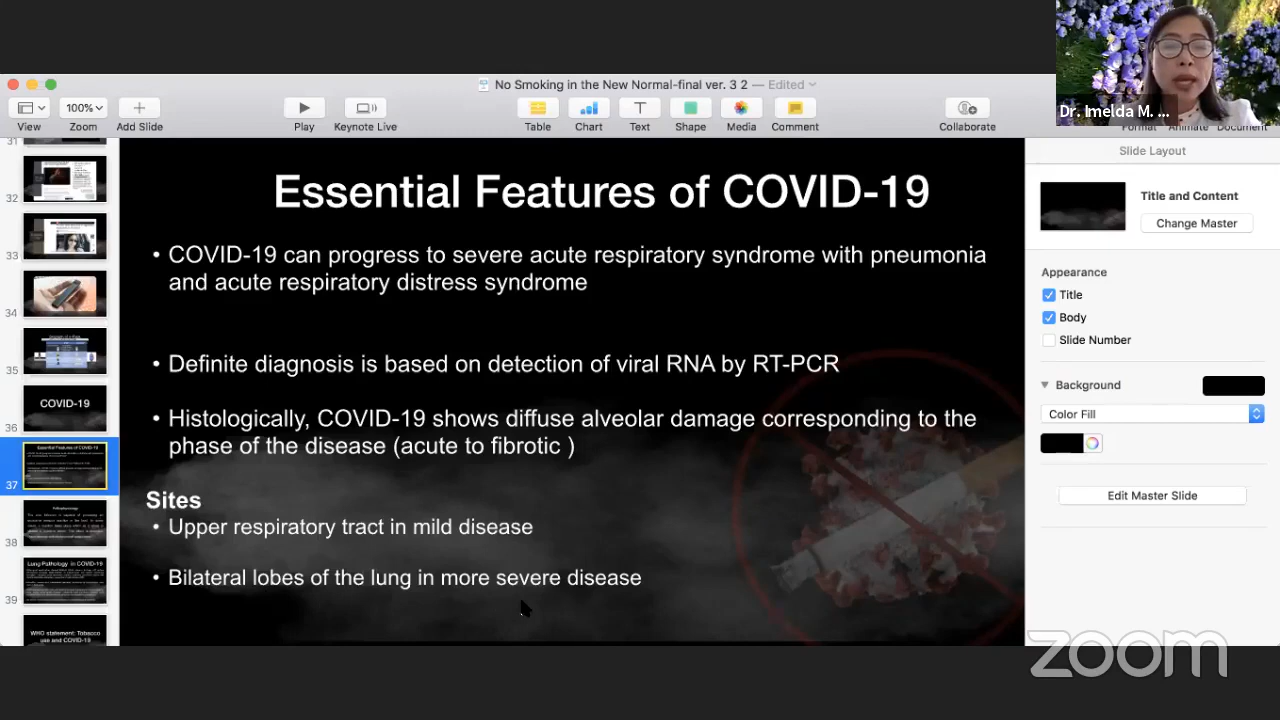 No Smoking in the New Normal-final ver. 3 2 — Edited
Dr. Imelda M. ...
View
100%
Zoom
Add Slide
Play
Keynote Live
Table
Chart
Text
Shape
Media
Comment
Collaborate
Format Animate Document
31
32
33
34
35
COVID-19
36
Essential Features of COVID-19
37
38
Lung Pathology in COVID-19
39
WHO statement: Tobacco
use and COVID-19
Essential Features of COVID-19
• COVID-19 can progress to severe acute respiratory syndrome with pneumonia
and acute respiratory distress syndrome
• Definite diagnosis is based on detection of viral RNA by RT-PCR
• Histologically, COVID-19 shows diffuse alveolar damage corresponding to the
phase of the disease (acute to fibrotic )
Sites
• Upper respiratory tract in mild disease
• Bilateral lobes of the lung in more severe disease
Slide Layout
Title and Content
Change Master
Appearance
Title
Body
Slide Number
Background
Color Fill
Edit Master Slide
zoom